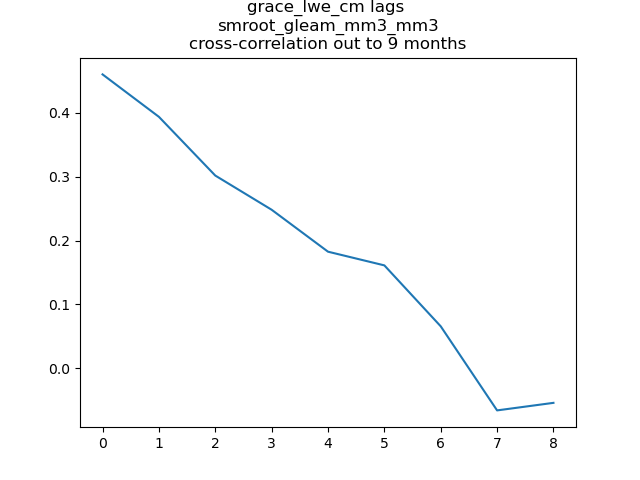 grace_lwe_cm lags
smroot_gleam_mm3_mm3
cross-correlation out to 9 months
0.4
0.3
0.2
0.1
0.0
0 1 2 3 4 5 6 7 8